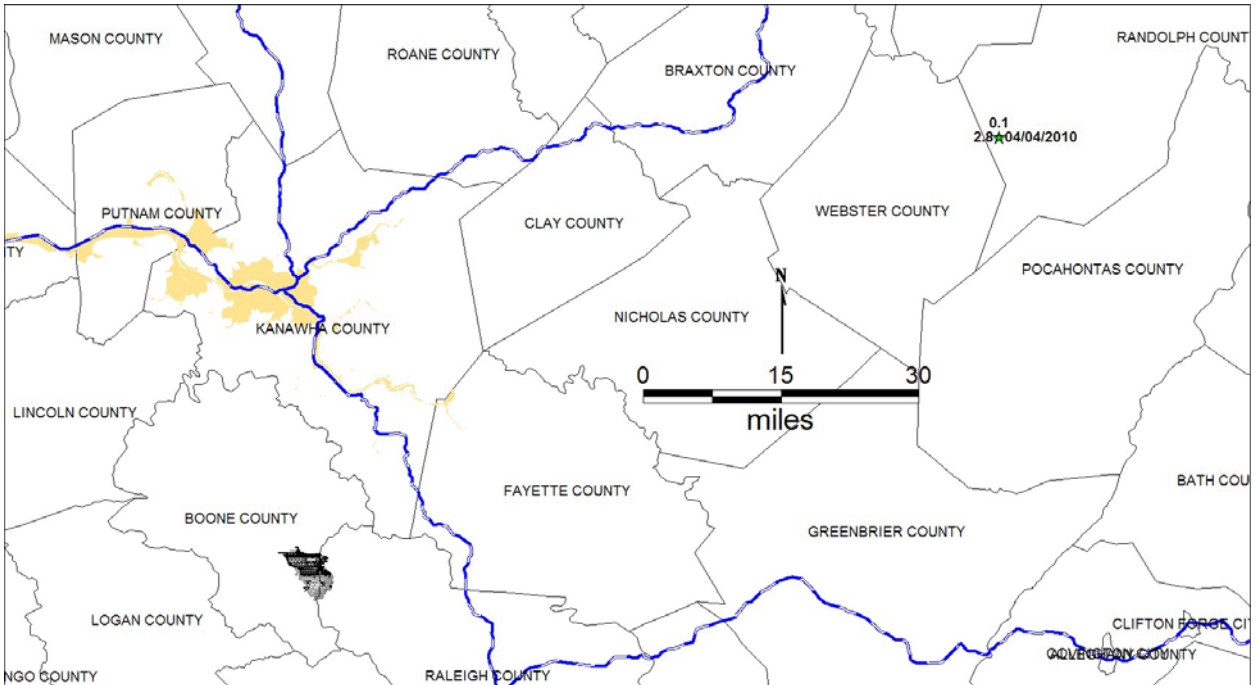 MASON COUNTY
ROANE COUNTY
RANDOLPH COUNT
BRAXTON COUNTY
0.1
2.8 04/04/2010
PUTNAM COUNTY
WEBSTER COUNTY
CLAY COUNTY
TY
POCAHONTAS COUNTY
N
NICHOLAS COUNTY
KANAWHA COUNTY
0 15 30
miles
LINCOLN COUNTY
BATH COU
FAYETTE COUNTY
BOONE COUNTY
GREENBRIER COUNTY
LOGAN COUNTY
CLIFTON FORGE CIT
COUNTY
RALEIGH COUNTY
NGO COUNTY